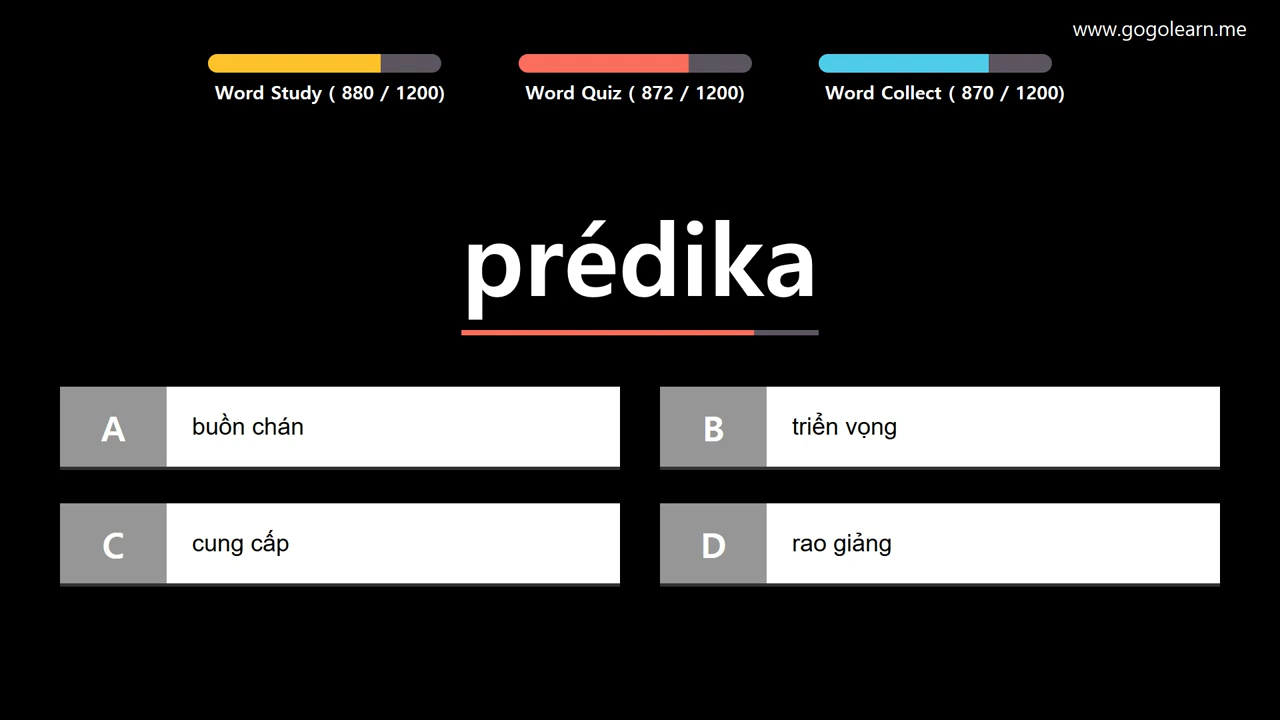 www.gogolearn.me
Word Study ( 880 / 1200)
Word Quiz ( 872 / 1200)
Word Collect ( 870 / 1200)
prédika
A buồn chán
B triển vọng
C cung cấp
D rao giảng